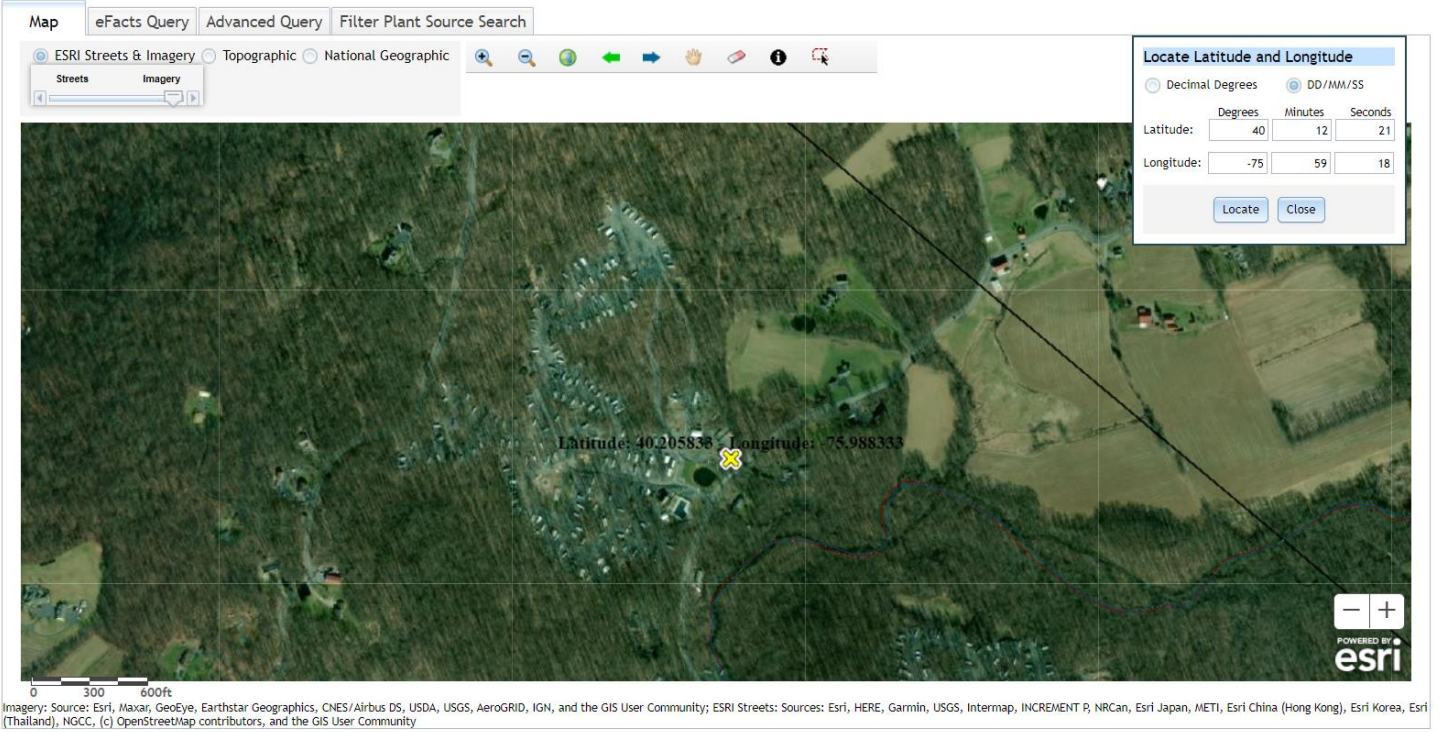 Map eFacts Query Advanced Query Filter Plant Source Search
ESRI Streets & Imagery Topographic National Geographic
Streets Imagery
Locate Latitude and Longitude
Decimal Degrees DD/MM/SS
Degrees Minutes Seconds
Latitude: 40 12 21
Longitude: -75 59 18
Locate Close
Latitude: 40.205833 - Longitude: -75.988333
POWERED BY
esri
0 300 600ft
Imagery: Source: Esri, Maxar, GeoEye, Earthstar Geographics, CNES/Airbus DS, USDA, USGS, AeroGRID, IGN, and the GIS User Community; ESRI Streets: Sources: Esri, HERE, Garmin, USGS, Intermap, INCREMENT P, NRCan, Esri Japan, METI, Esri China (Hong Kong), Esri Korea, Esri
(Thailand), NGCC, (c) OpenStreetMap contributors, and the GIS User Community